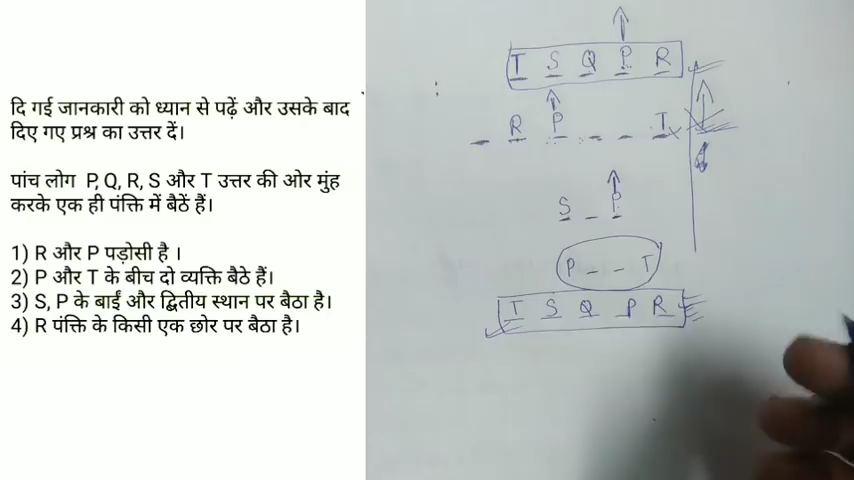 दि गई जानकारी को ध्यान से पढ़ें और उसके बाद
दिए गए प्रश्न का उत्तर दें।
पांच लोग P, Q, R, S और T उत्तर की ओर मुंह
करके एक ही पंक्ति में बैठें हैं।
1) R और P पड़ोसी है ।
2) P और T के बीच दो व्यक्ति बैठे हैं।
3) S, P के बाईं और द्वितीय स्थान पर बैठा है।
4) R पंक्ति के किसी एक छोर पर बैठा है।
T S Q P R
R P _ _ T
S _ P
P _ _ T
T S Q P R